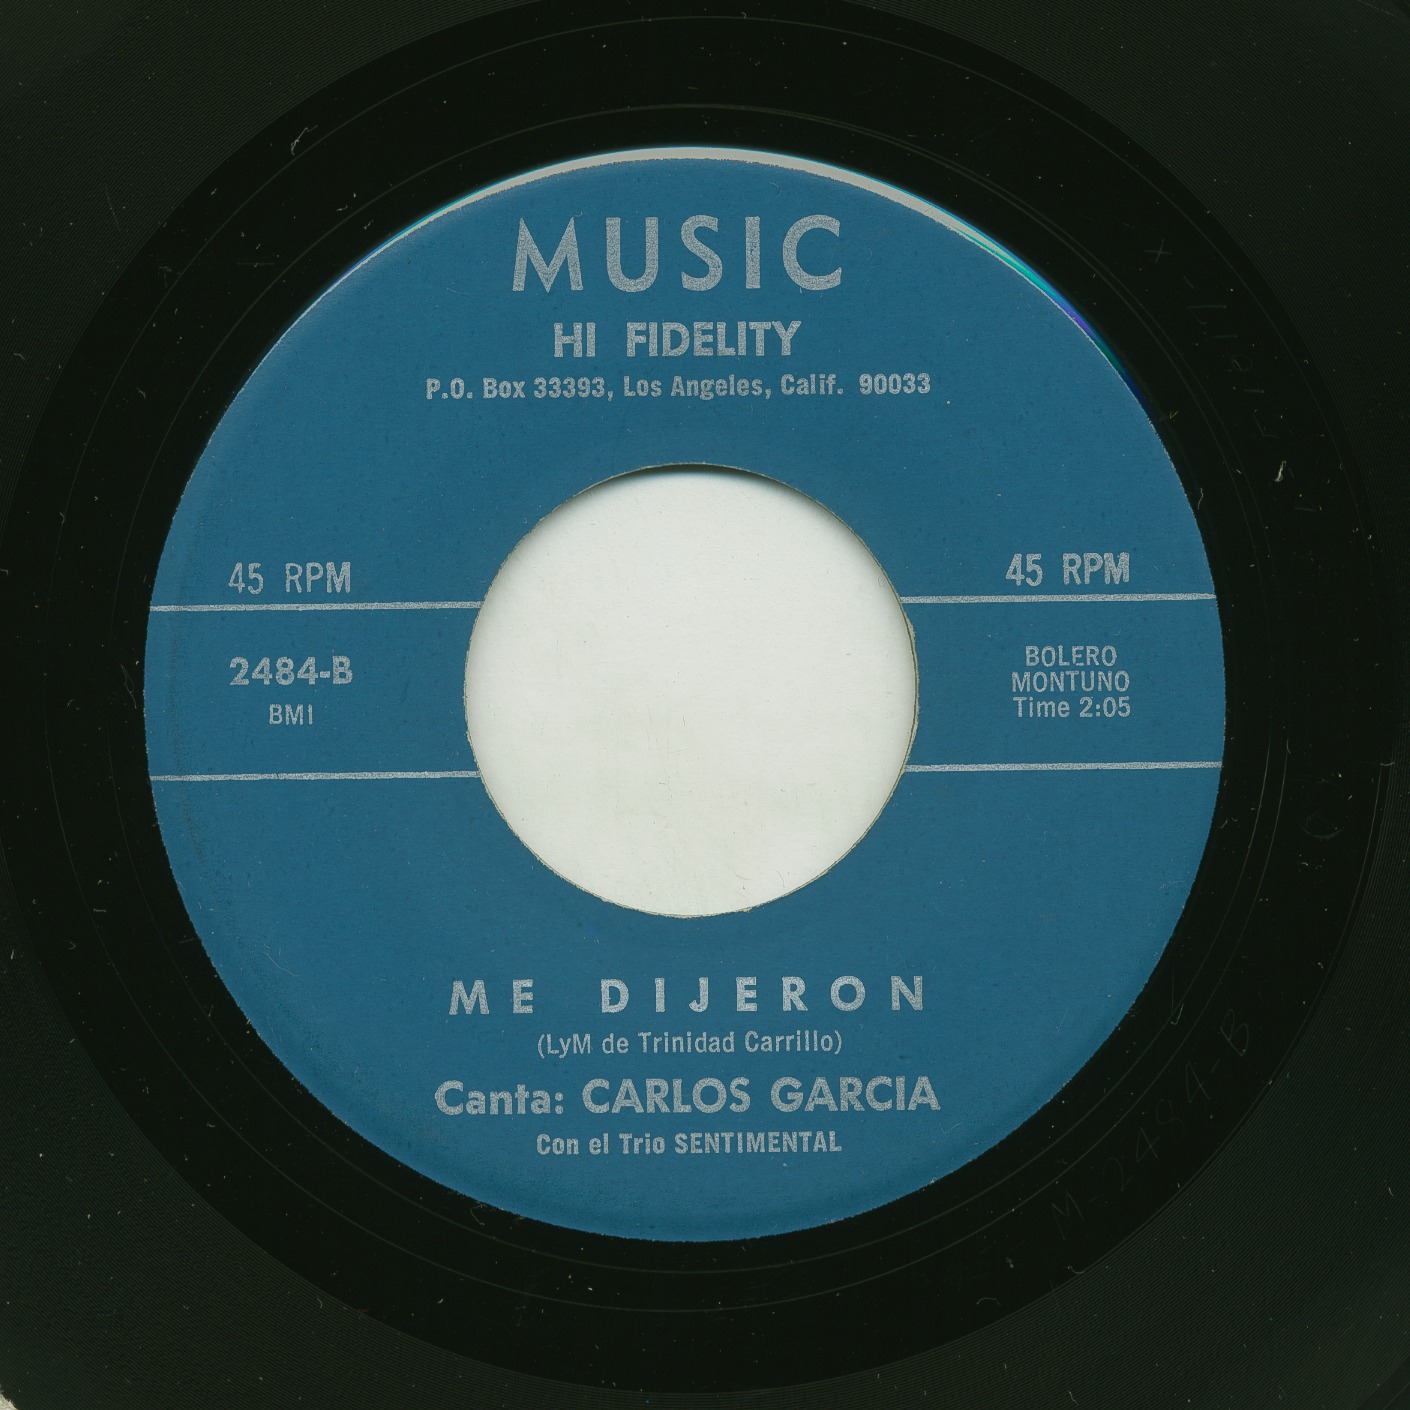 MUSIC
HI FIDELITY
P.O. Box 33393, Los Angeles, Calif. 90033
45 RPM
45 RPM
2484-B
BMI
BOLERO
MONTUNO
Time 2:05
ME DIJERON
(LyM de Trinidad Carrillo)
Canta: CARLOS GARCIA
Con el Trio SENTIMENTAL
M-2484-B